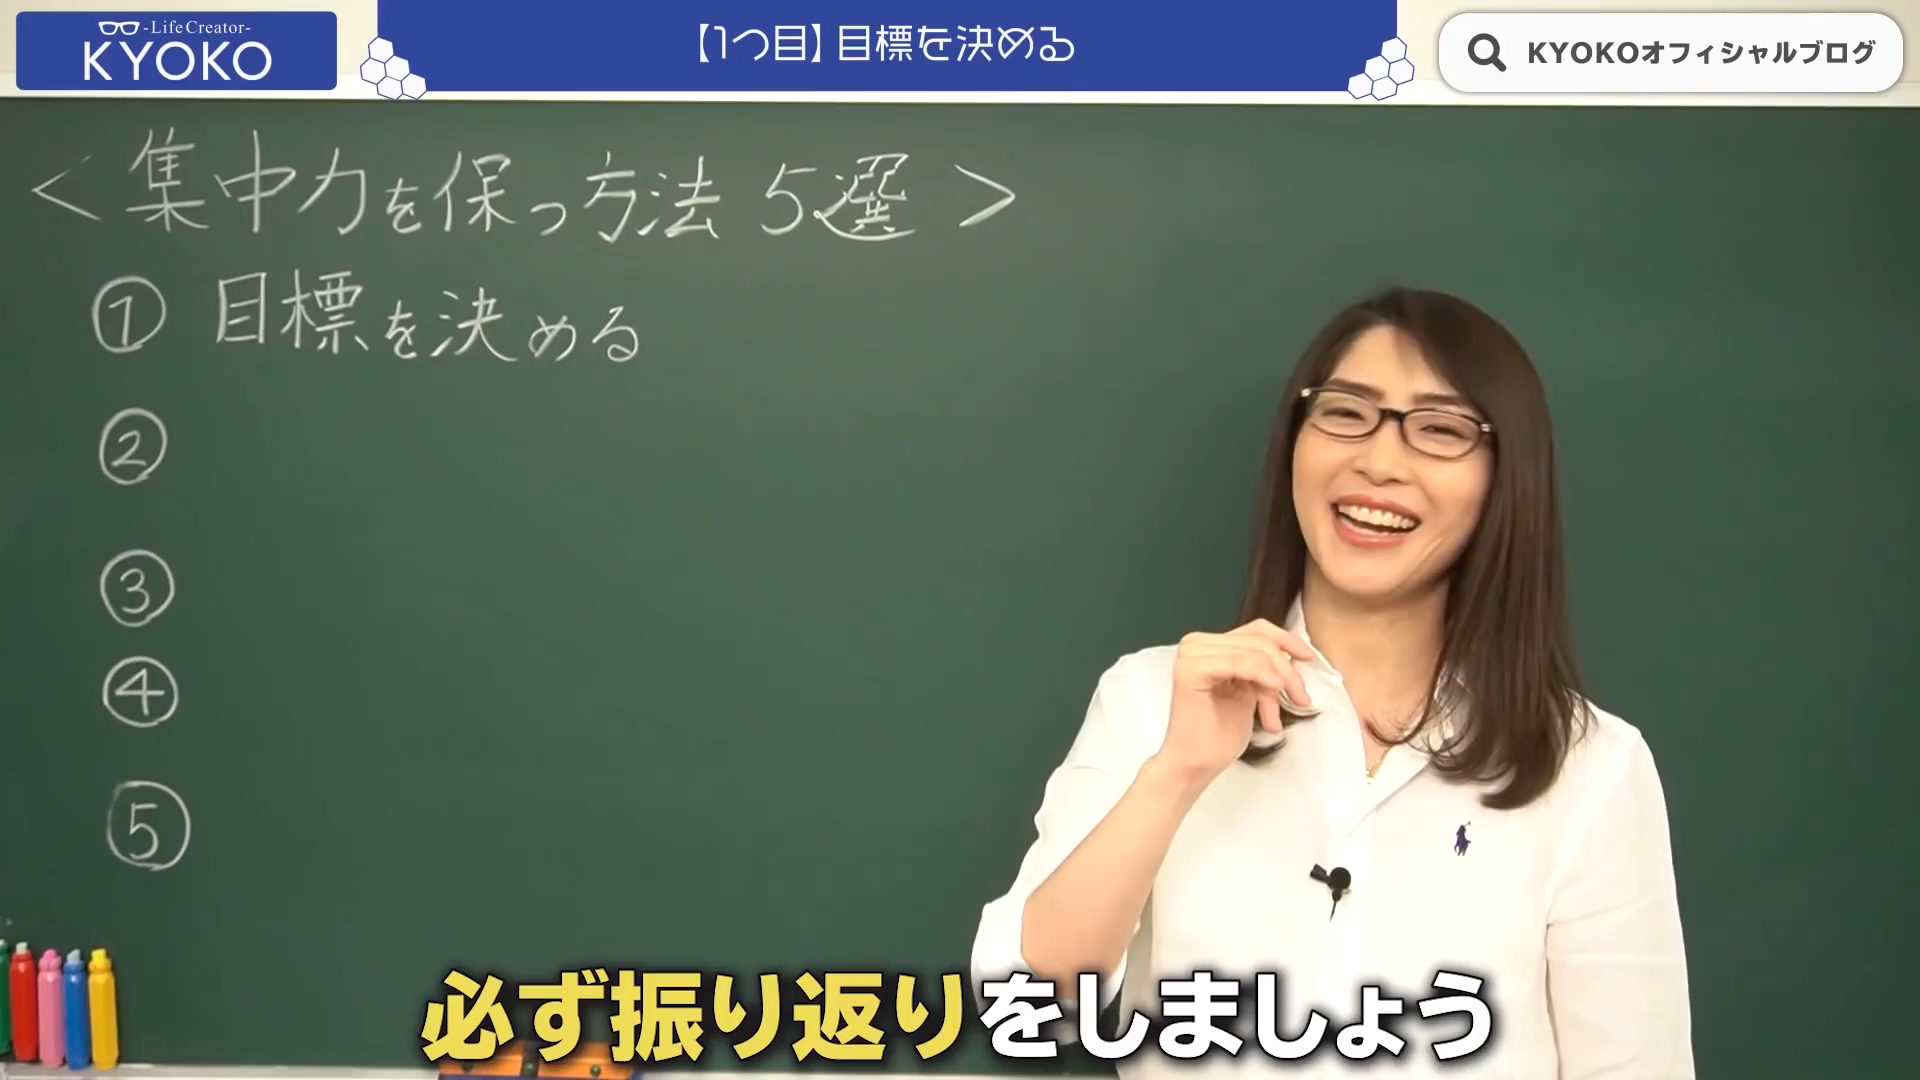 -Life Creator-
KYOKO
【1つ目】目標を決める
KYOKOオフィシャルブログ
<集中力を保つ方法 5選>
① 目標を決める
②
③
④
⑤
必ず振り返りをしましょう